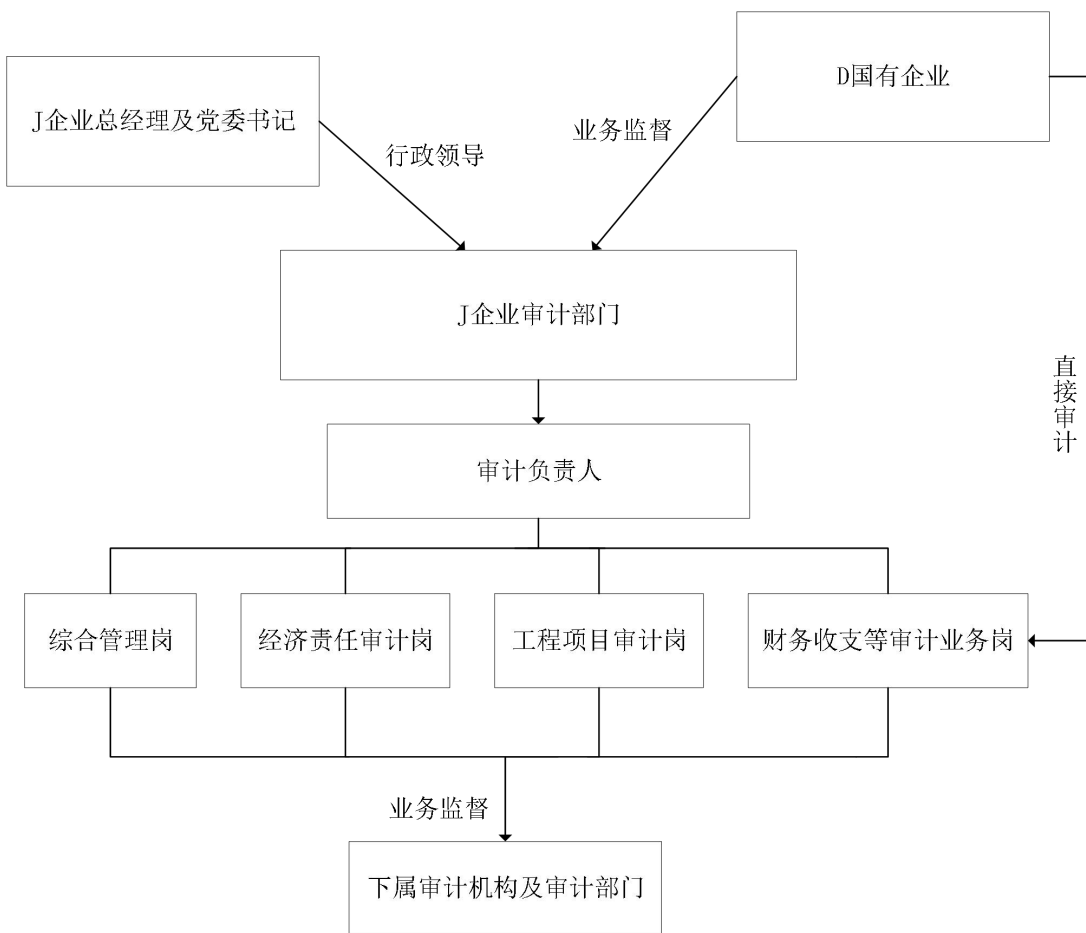 D国有企业
J企业总经理及党委书记
业务监督
行政领导
J企业审计部门
直接审计
审计负责人
综合管理岗
经济责任审计岗
工程项目审计岗
财务收支等审计业务岗
业务监督
下属审计机构及审计部门